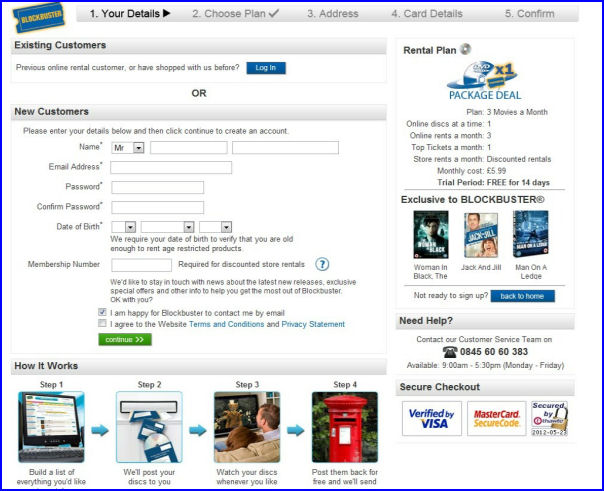 BLOCKBUSTER
1. Your Details
2. Choose Plan
3. Address
4. Card Details
5. Confirm
Existing Customers
Previous online rental customer, or have shopped with us before? Log In
OR
New Customers
Please enter your details below and then click continue to create an account.
Name* Mr
Email Address*
Password*
Confirm Password*
Date of Birth*
We require your date of birth to verify that you are old
enough to rent age restricted products
Membership Number Required for discounted store rentals ?
We'd like to stay in touch with news about the latest new releases, exclusive
special offers and other info to help you get the most out of Blockbuster.
OK with you?
I am happy for Blockbuster to contact me by email
I agree to the Website Terms and Conditions and Privacy Statement
continue >>
How It Works
Step 1
Build a list of
everything you'd like
Step 2
We'll post your
discs to you
Step 3
Watch your discs
whenever you like
Step 4
Post them back for
free and we'll send
Rental Plan
DVD x1
PACKAGE DEAL
Plan: 3 Movies a Month
Online discs at a time: 1
Online rents a month: 3
Top Tickets a month: 1
Store rents a month: Discounted rentals
Monthly cost: £5.99
Trial Period: FREE for 14 days
Exclusive to BLOCKBUSTER®
WOMAN IN BLACK
JACK AND JILL
MAN ON A LEDGE
Woman In
Black, The
Jack And Jill
Man On A
Ledge
Not ready to sign up? back to home
Need Help?
Contact our Customer Service Team on
0845 60 60 383
Available: 9:00am - 5:30pm (Monday - Friday)
Secure Checkout
Verified by
VISA
MasterCard.
SecureCode.
Secured
by
thawte
2012-05-23